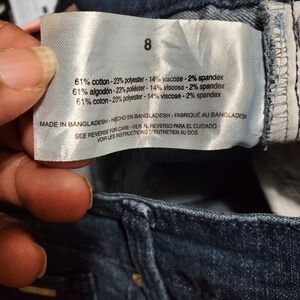 8
61% cotton - 23% polyester - 14% viscose - 2% spandex
61% algodón - 23% poliéster - 14% viscose - 2% spandex
61% coton - 23% polyester - 14% viscose - 2% spandex
MADE IN BANGLADESH - HECHO EN BANGLADESH - FABRIQUÉ AU BANGLADESH
SEE REVERSE FOR CARE - VER AL REVERSO PARA EL CUIDADO -
VOIR LES INSTRUCTIONS D'ENTRETIEN AU DOS